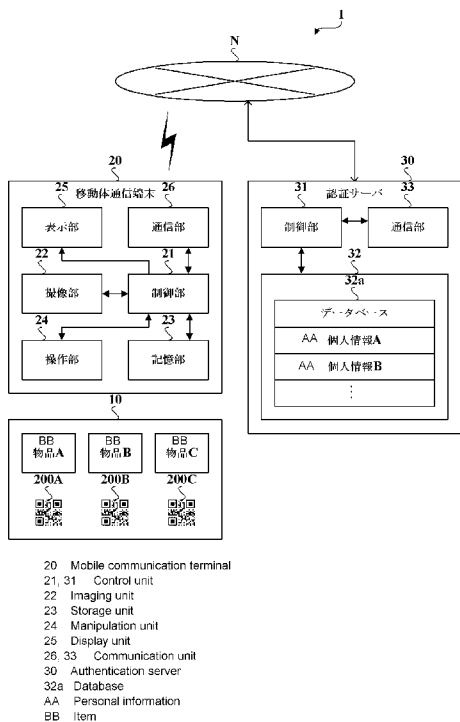 1
N
20
移動体通信端末
25
26
表示部
通信部
22
21
撮像部
制御部
24
23
操作部
記憶部
30
認証サーバ
31
33
制御部
通信部
32
32a
データベース
AA 個人情報A
AA 個人情報B
⋮
10
BB
物品A
BB
物品B
BB
物品C
200A
200B
200C
20 Mobile communication terminal
21, 31 Control unit
22 Imaging unit
23 Storage unit
24 Manipulation unit
25 Display unit
26, 33 Communication unit
30 Authentication server
32a Database
AA Personal information
BB Item